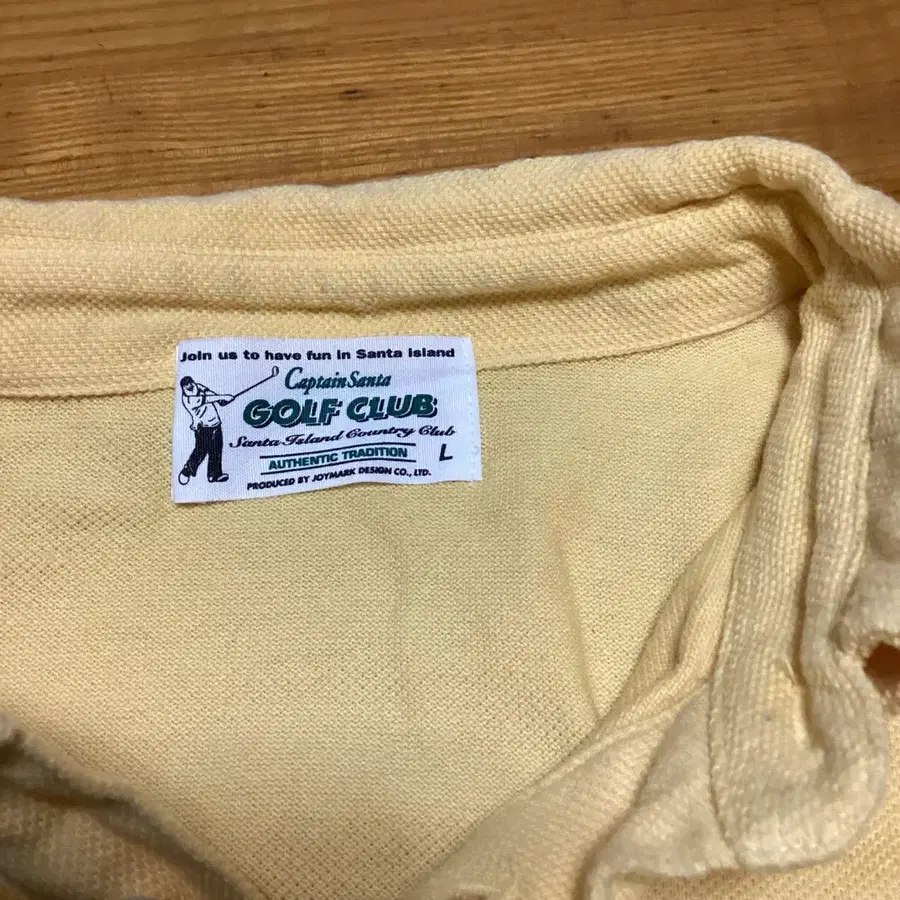 Join us to have fun in Santa Island
Captain Santa
GOLF CLUB
Santa Island Country Club
AUTHENTIC TRADITION
L
PRODUCED BY JOYMARK DESIGN CO., LTD.